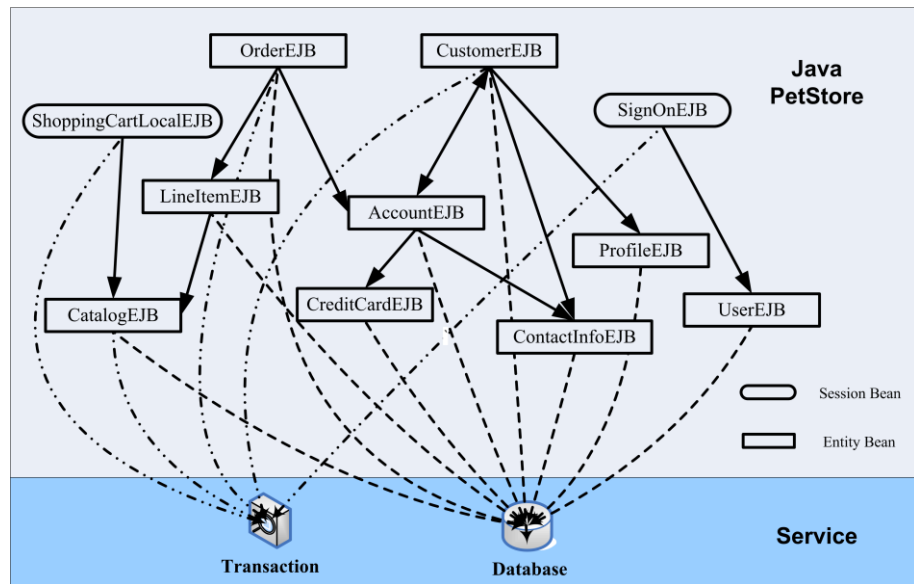 OrderEJB
CustomerEJB
Java
PetStore
ShoppingCartLocalEJB
SignOnEJB
LineItemEJB
AccountEJB
ProfileEJB
CatalogEJB
CreditCardEJB
ContactInfoEJB
UserEJB
Session Bean
Entity Bean
Service
Transaction
Database